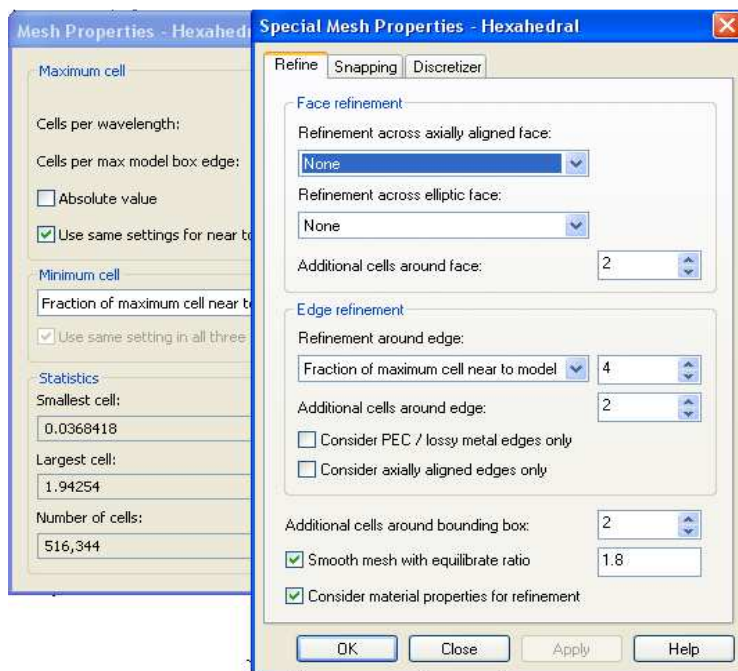 Mesh Properties - Hexahed
Maximum cell
Cells per wavelength:
Cells per max model box edge:
Absolute value
Use same settings for near to
Minimum cell
Fraction of maximum cell near to
Use same setting in all three
Statistics
Smallest cell:
0.0368418
Largest cell:
1.94254
Number of cells:
516,344
Special Mesh Properties - Hexahedral
Refine Snapping Discretizer
Face refinement
Refinement across axially aligned face:
None
Refinement across elliptic face:
None
Additional cells around face: 2
Edge refinement
Refinement around edge:
Fraction of maximum cell near to model 4
Additional cells around edge: 2
Consider PEC / lossy metal edges only
Consider axially aligned edges only
Additional cells around bounding box: 2
Smooth mesh with equilibrate ratio 1.8
Consider material properties for refinement
OK Close Apply Help